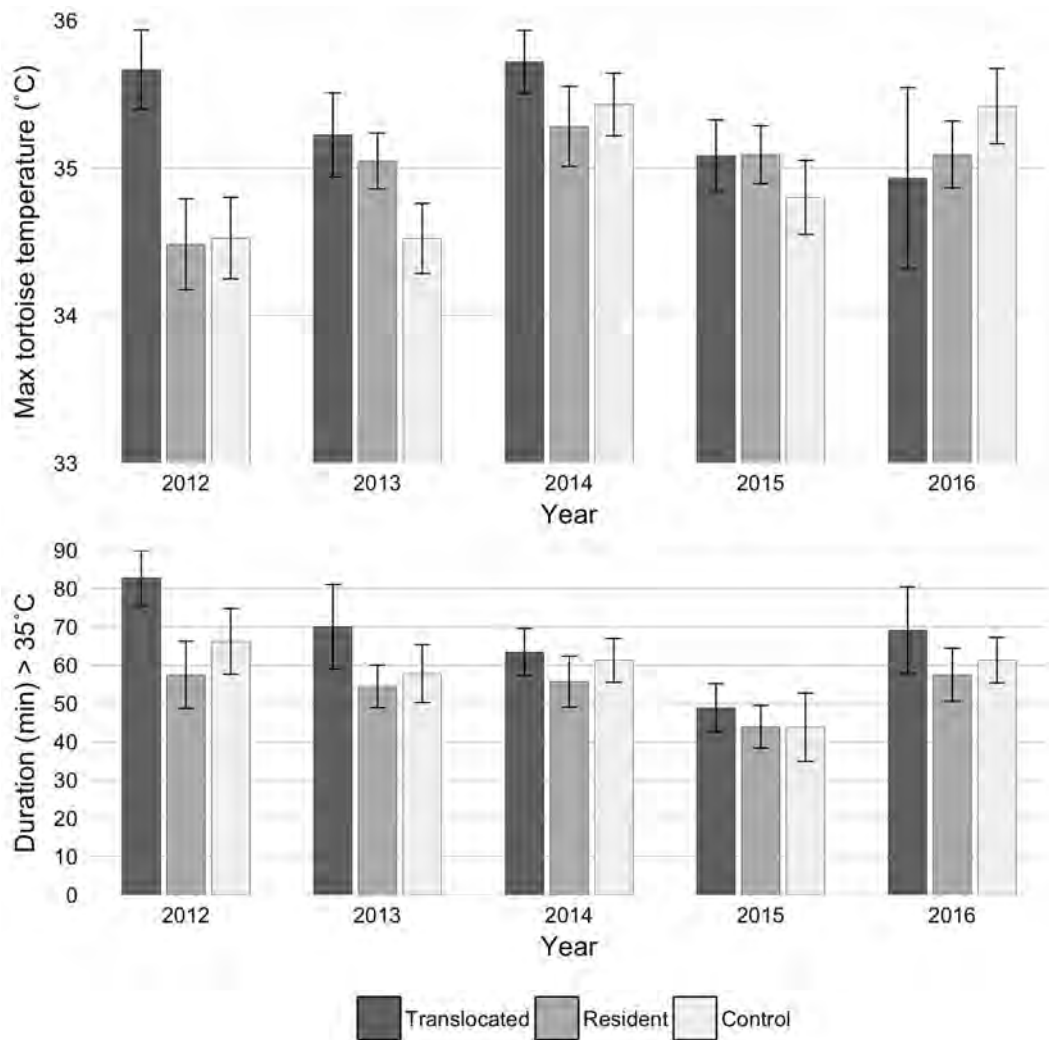 Max tortoise temperature (˚C)
36
35
34
33
2012 2013 2014 2015 2016
Year
Duration (min) > 35˚C
90
80
70
60
50
40
30
20
10
0
2012 2013 2014 2015 2016
Year
Translocated Resident Control